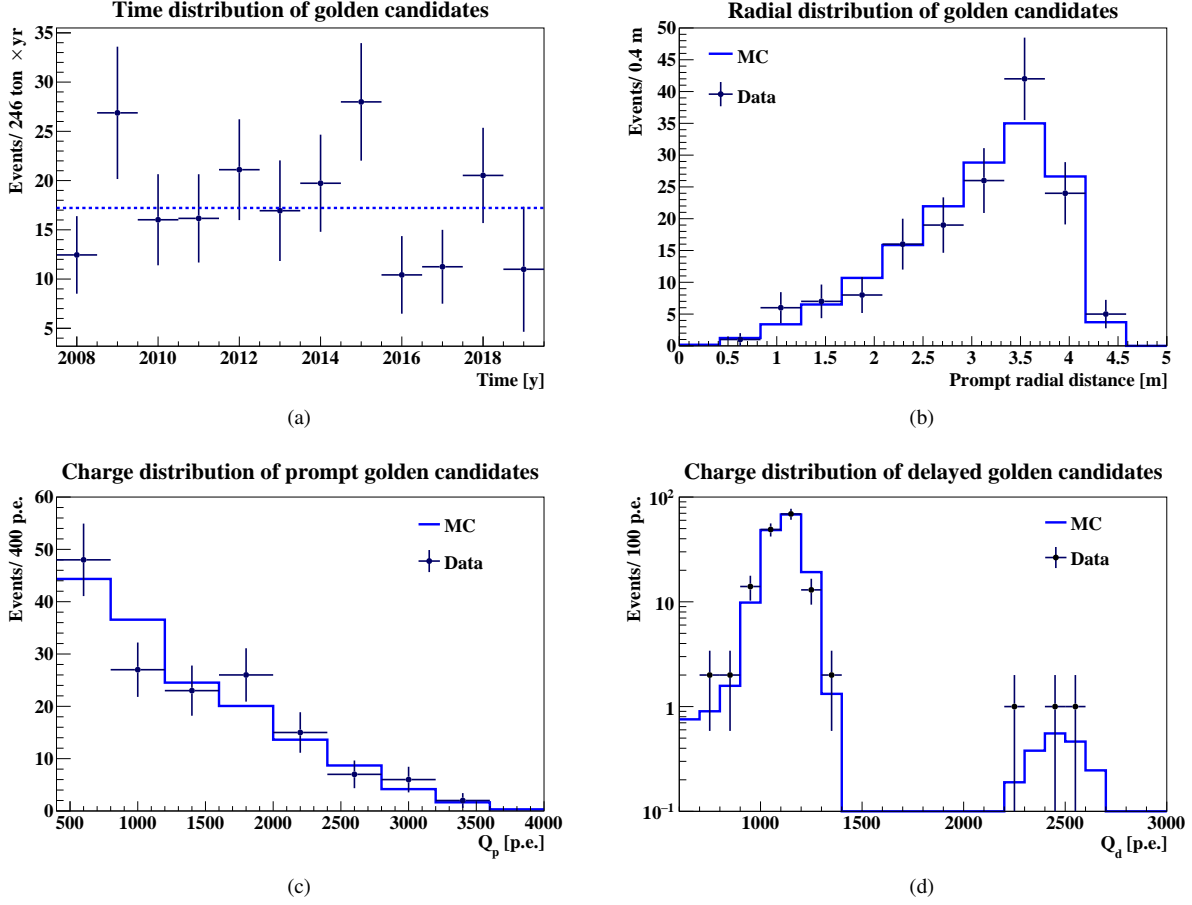 Time distribution of golden candidates
Events/ 246 ton × yr
35
30
25
20
15
10
5
2008 2010 2012 2014 2016 2018
Time [y]
(a)
Radial distribution of golden candidates
Events/ 0.4 m
50
45
40
35
30
25
20
15
10
5
0
MC
Data
0 0.5 1 1.5 2 2.5 3 3.5 4 4.5 5
Prompt radial distance [m]
(b)
Charge distribution of prompt golden candidates
Events/ 400 p.e.
60
50
40
30
20
10
0
MC
Data
500 1000 1500 2000 2500 3000 3500 4000
Q_p [p.e.]
(c)
Charge distribution of delayed golden candidates
Events/ 100 p.e.
10²
10
1
10⁻¹
MC
Data
1000 1500 2000 2500 3000
Q_d [p.e.]
(d)